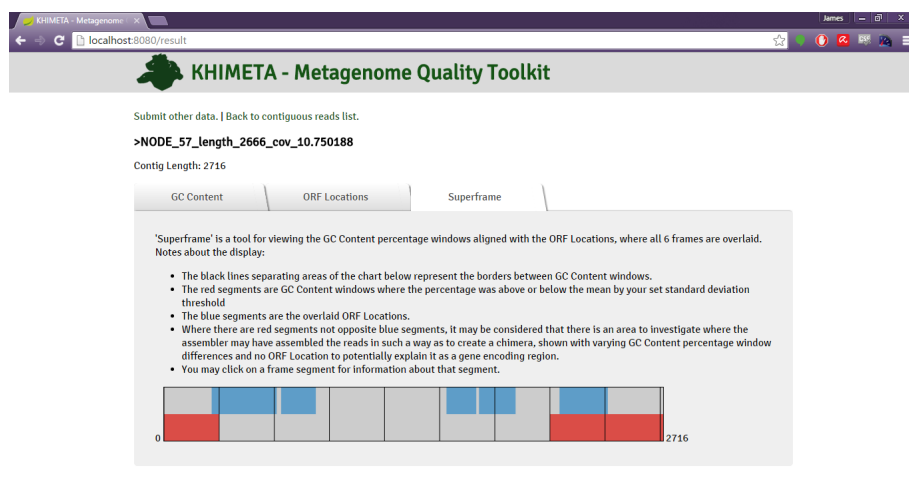 KHIMETA - Metagenome
James
localhost:8080/result
KHIMETA - Metagenome Quality Toolkit
Submit other data. | Back to contiguous reads list.
>NODE_57_length_2666_cov_10.750188
Contig Length: 2716
GC Content
ORF Locations
Superframe
'Superframe' is a tool for viewing the GC Content percentage windows aligned with the ORF Locations, where all 6 frames are overlaid.
Notes about the display:
• The black lines separating areas of the chart below represent the borders between GC Content windows.
• The red segments are GC Content windows where the percentage was above or below the mean by your set standard deviation
threshold
• The blue segments are the overlaid ORF Locations.
• Where there are red segments not opposite blue segments, it may be considered that there is an area to investigate where the
assembler may have assembled the reads in such a way as to create a chimera, shown with varying GC Content percentage window
differences and no ORF Location to potentially explain it as a gene encoding region.
• You may click on a frame segment for information about that segment.
0
2716